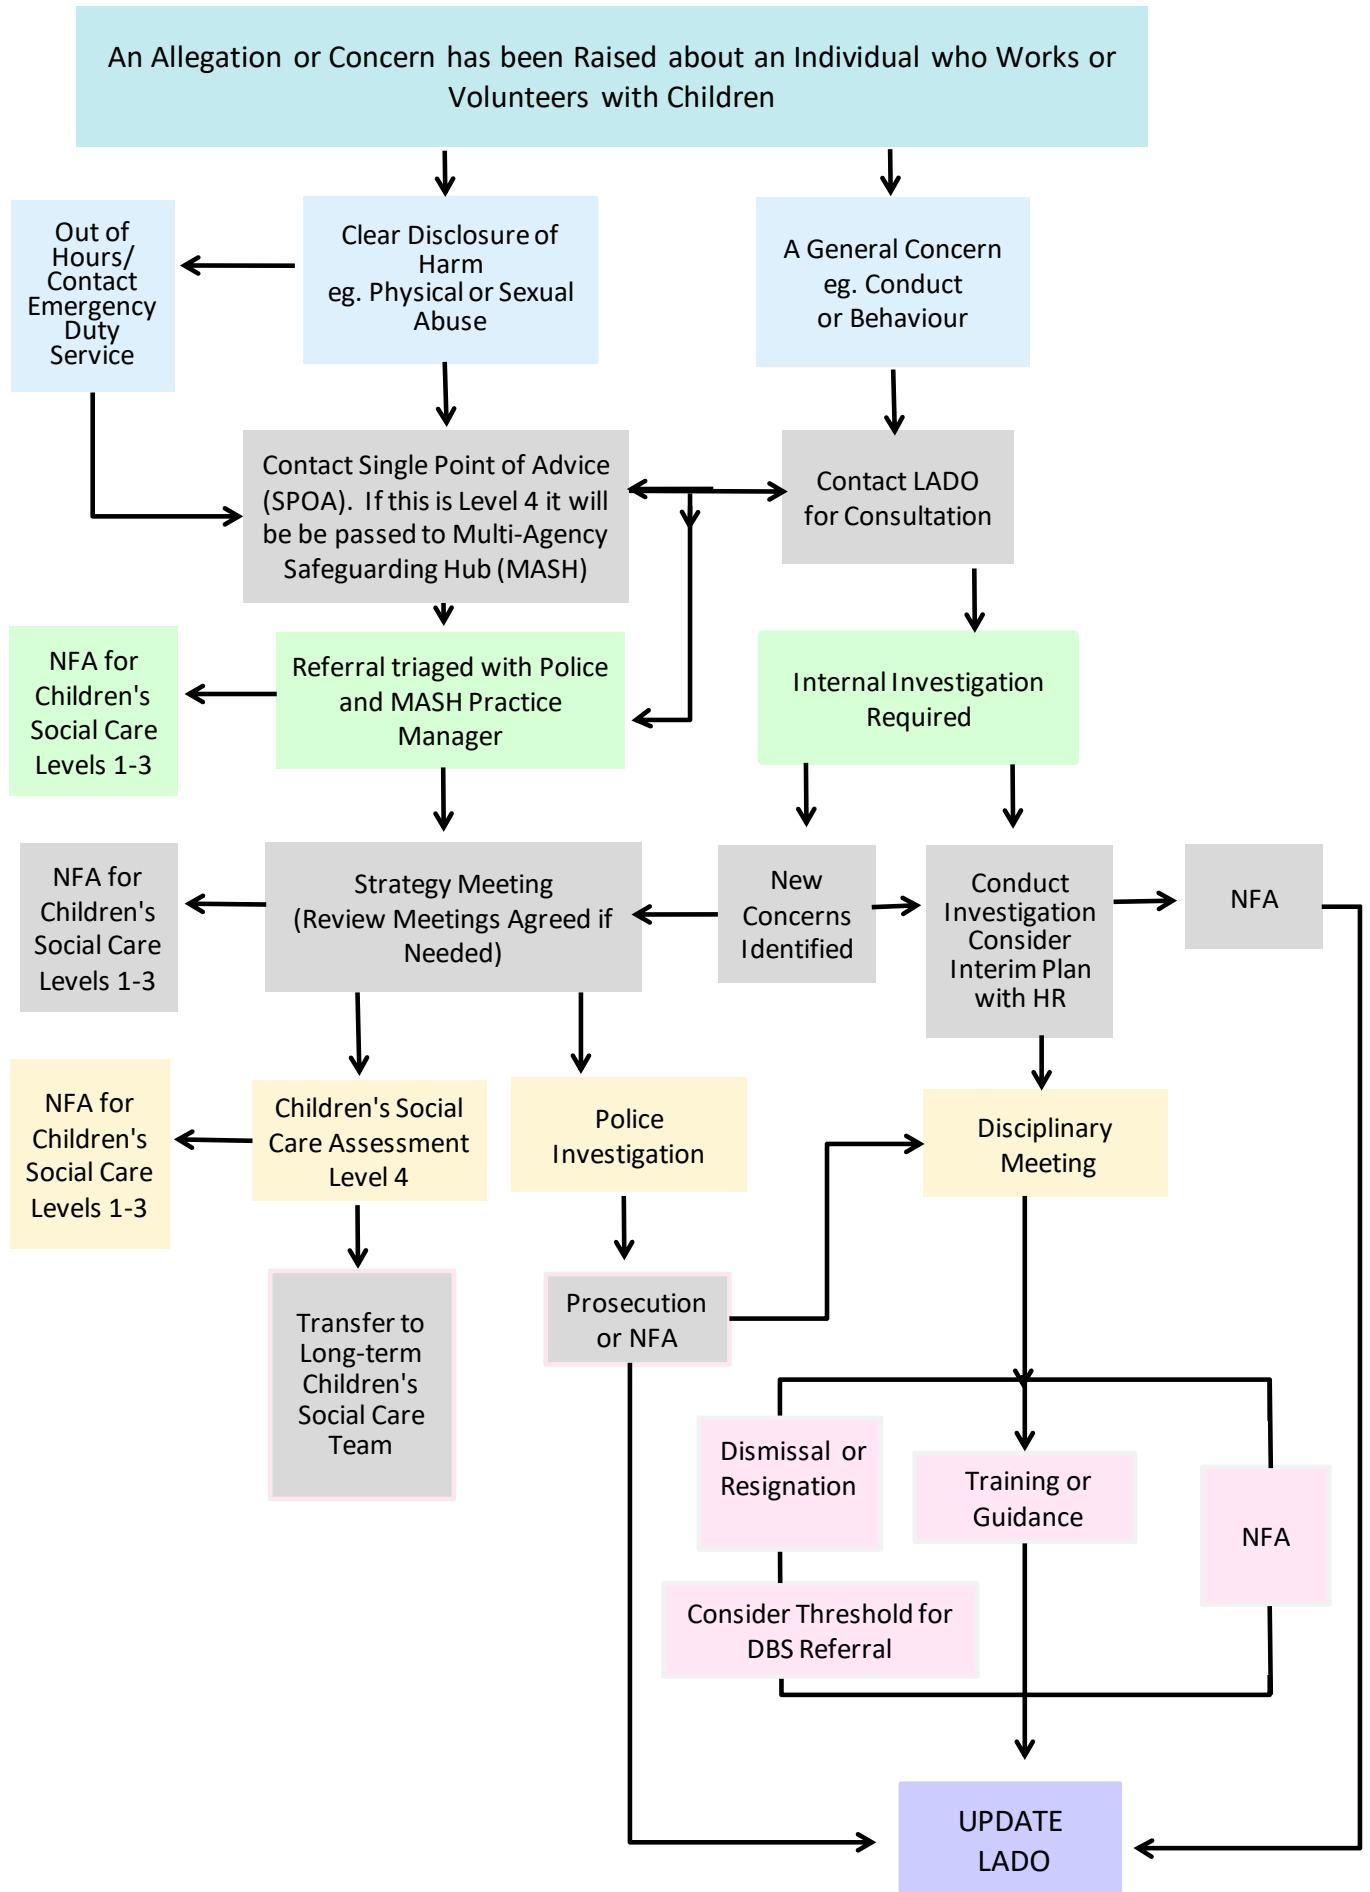 An Allegation or Concern has been Raised about an Individual who Works or
Volunteers with Children
Out of
Hours/
Contact
Emergency
Duty
Service
Clear Disclosure of
Harm
eg. Physical or Sexual
Abuse
A General Concern
eg. Conduct
or Behaviour
Contact Single Point of Advice
(SPOA). If this is Level 4 it will
be be passed to Multi-Agency
Safeguarding Hub (MASH)
Contact LADO
for Consultation
NFA for
Children's
Social Care
Levels 1-3
Referral triaged with Police
and MASH Practice
Manager
Internal Investigation
Required
NFA for
Children's
Social Care
Levels 1-3
Strategy Meeting
(Review Meetings Agreed if
Needed)
New
Concerns
Identified
Conduct
Investigation
Consider
Interim Plan
with HR
NFA
NFA for
Children's
Social Care
Levels 1-3
Children's Social
Care Assessment
Level 4
Police
Investigation
Disciplinary
Meeting
Transfer to
Long-term
Children's
Social Care
Team
Prosecution
or NFA
Dismissal or
Resignation
Training or
Guidance
NFA
Consider Threshold for
DBS Referral
UPDATE
LADO